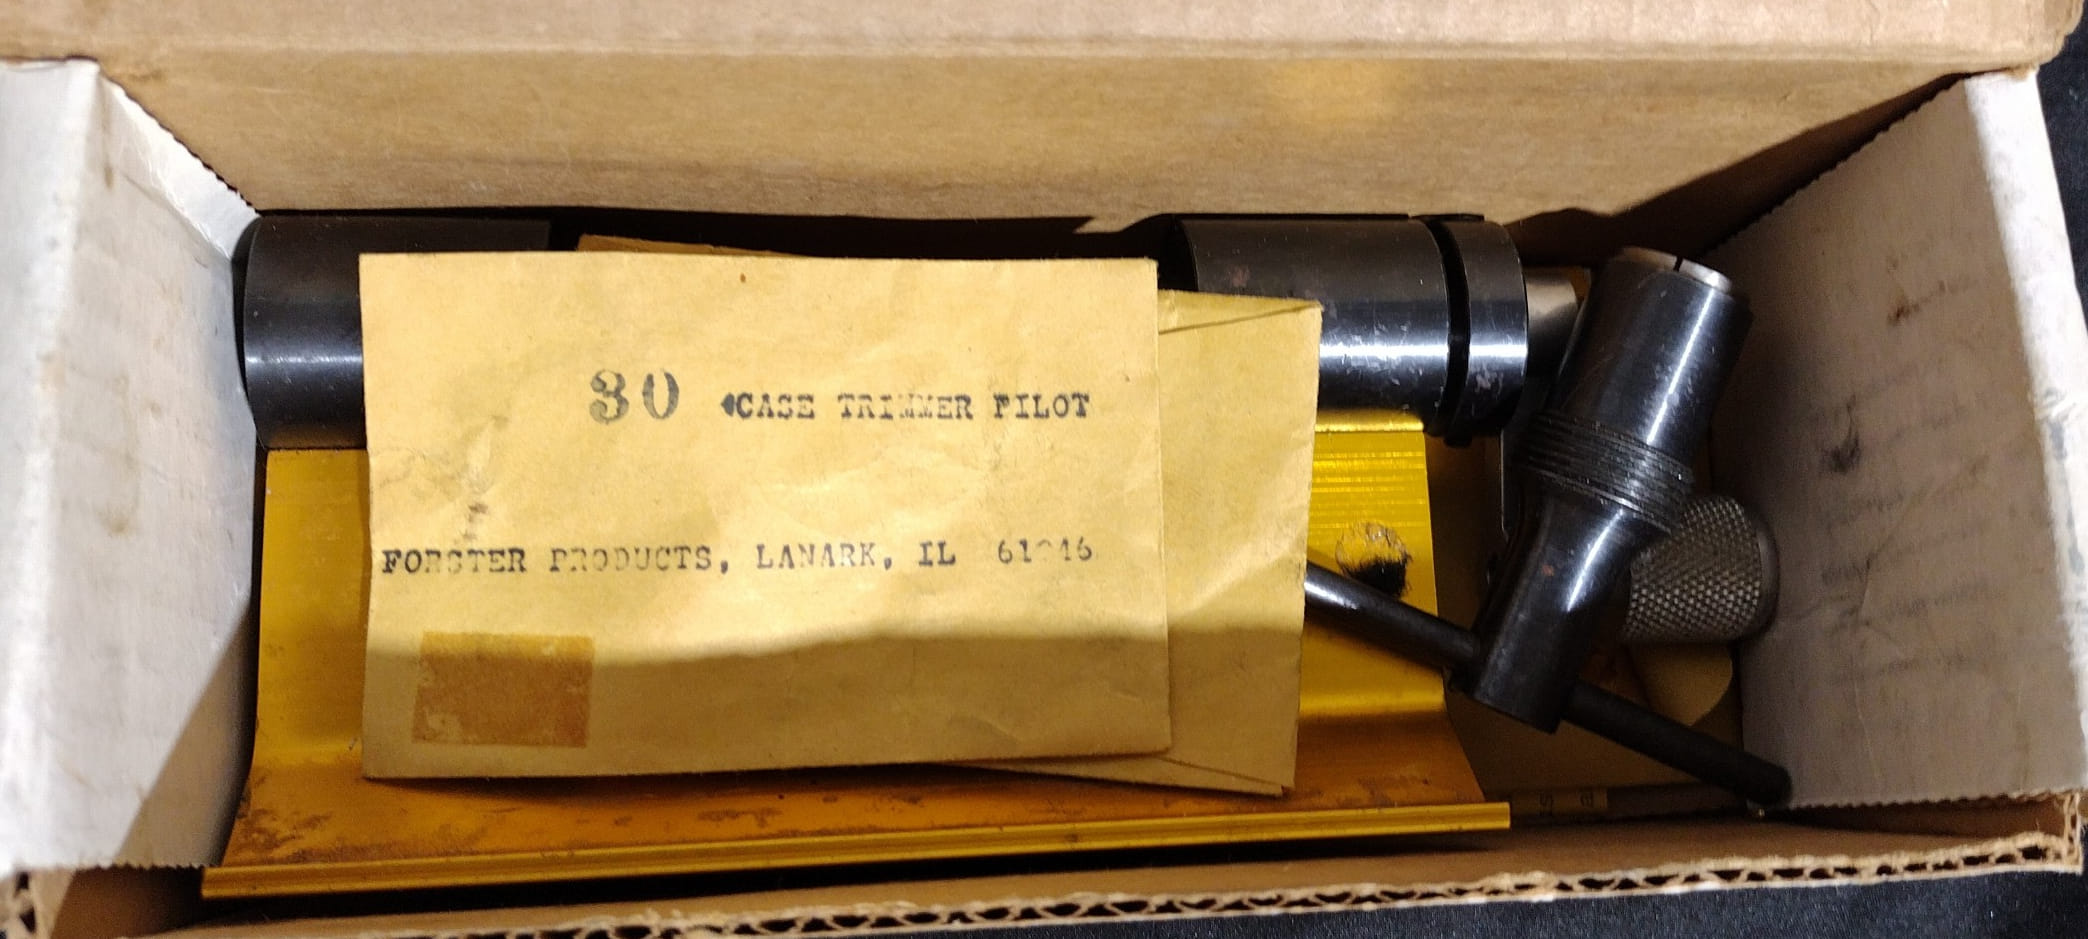 30 CASE TRIMMER PILOT
FORSTER PRODUCTS, LANARK, IL